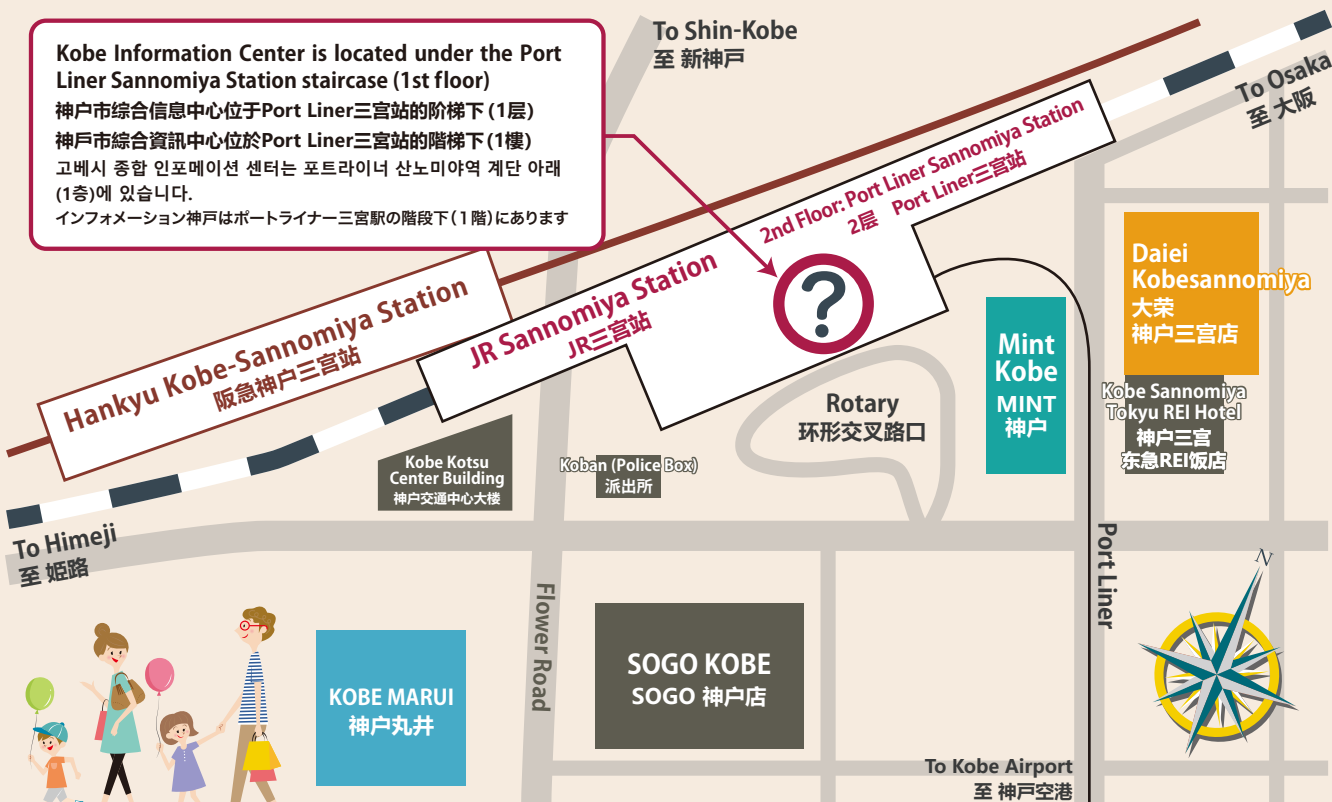 Kobe Information Center is located under the Port
Liner Sannomiya Station staircase (1st floor)
神户市综合信息中心位于Port Liner三宫站的阶梯下（1层）
神戶市綜合資訊中心位於Port Liner三宮站的階梯下（1樓）
고베시 종합 인포메이션 센터는 포트라이너 산노미야역 계단 아래
(1층)에 있습니다.
インフォメーション神戸はポートライナー三宮駅の階段下（1階）にあります
To Shin-Kobe
至 新神戸
To Osaka
至 大阪
2nd Floor: Port Liner Sannomiya Station
2层 Port Liner三宫站
Hankyu Kobe-Sannomiya Station
阪急神户三宫站
JR Sannomiya Station
JR三宫站
?
Daiei
Kobesannomiya
大荣
神户三宫店
Mint
Kobe
MINT
神户
Kobe Sannomiya
Tokyu REI Hotel
神户三宫
东急REI饭店
Rotary
环形交叉路口
Kobe Kotsu
Center Building
神户交通中心大楼
Koban (Police Box)
派出所
To Himeji
至 姫路
Flower Road
Port Liner
N
KOBE MARUI
神户丸井
SOGO KOBE
SOGO 神户店
To Kobe Airport
至 神戸空港